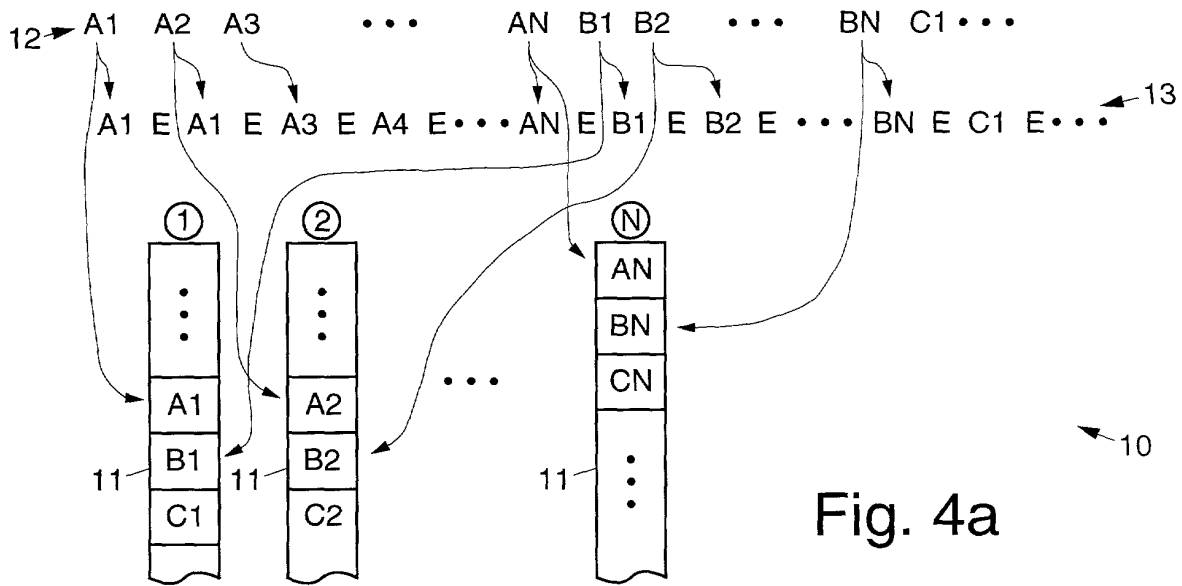 12 A1 A2 A3 ••• AN B1 B2 ••• BN C1 •••
A1 E A1 E A3 E A4 E ••• AN E B1 E B2 E ••• BN E C1 E ••• 13
1 2 N
AN
BN
CN
•••
A1 A2
11 B1 11 B2 11
C1 C2
10
Fig. 4a